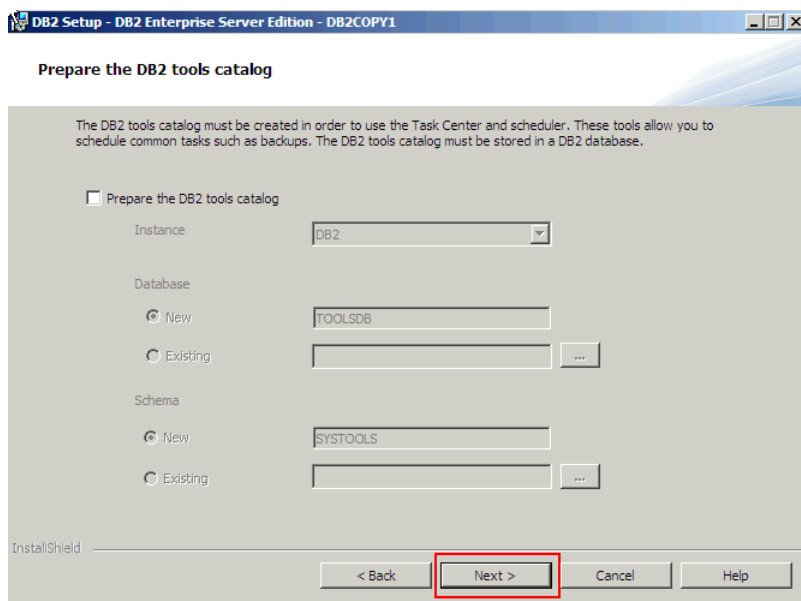 DB2 Setup - DB2 Enterprise Server Edition - DB2COPY1
Prepare the DB2 tools catalog
The DB2 tools catalog must be created in order to use the Task Center and scheduler. These tools allow you to
schedule common tasks such as backups. The DB2 tools catalog must be stored in a DB2 database.
Prepare the DB2 tools catalog
Instance
DB2
Database
New
TOOLSDB
Existing
...
Schema
New
SYSTOOLS
Existing
...
InstallShield
< Back
Next >
Cancel
Help